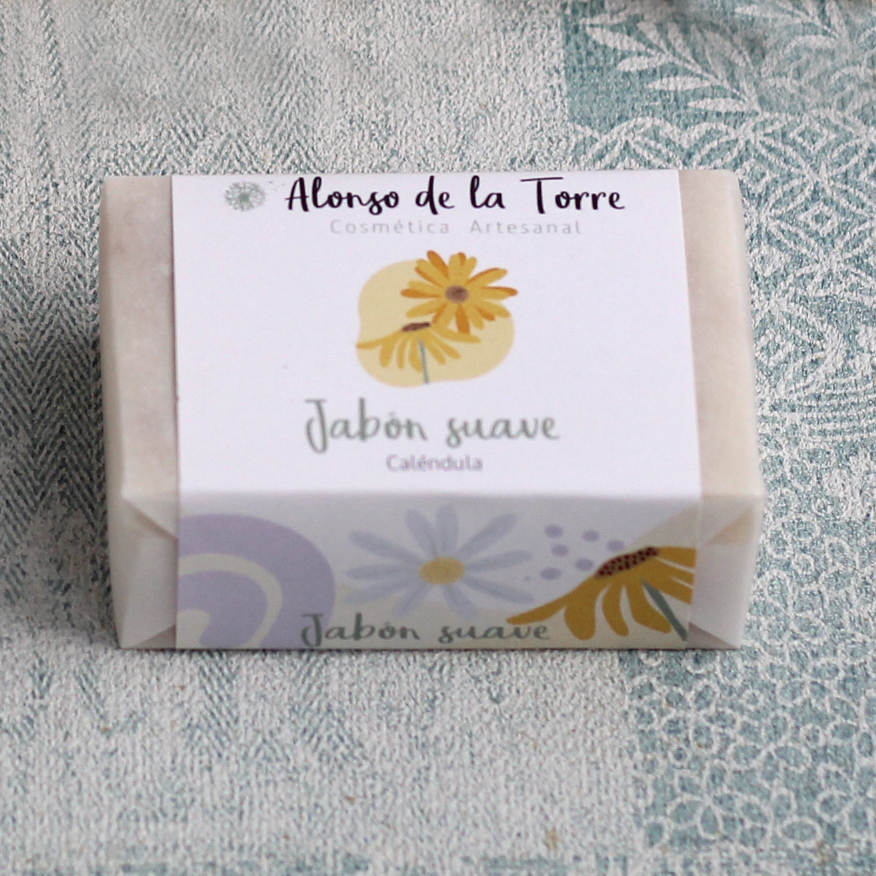 Alonso de la Torre
Cosmética Artesanal
Jabón suave
Caléndula
Jabón suave